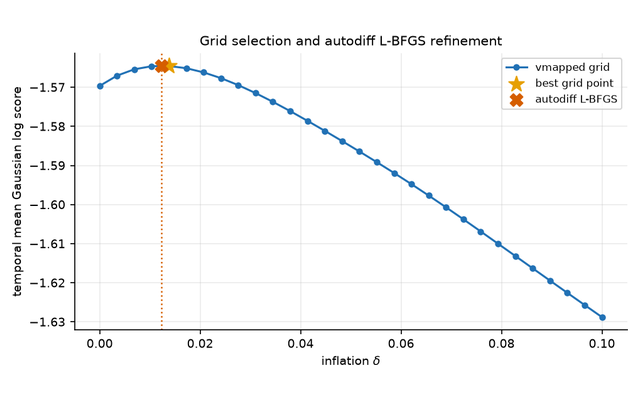 Grid selection and autodiff L-BFGS refinement
vmapped grid
best grid point
autodiff L-BFGS
temporal mean Gaussian log score
−1.57
−1.58
−1.59
−1.60
−1.61
−1.62
−1.63
0.00 0.02 0.04 0.06 0.08 0.10
inflation δ